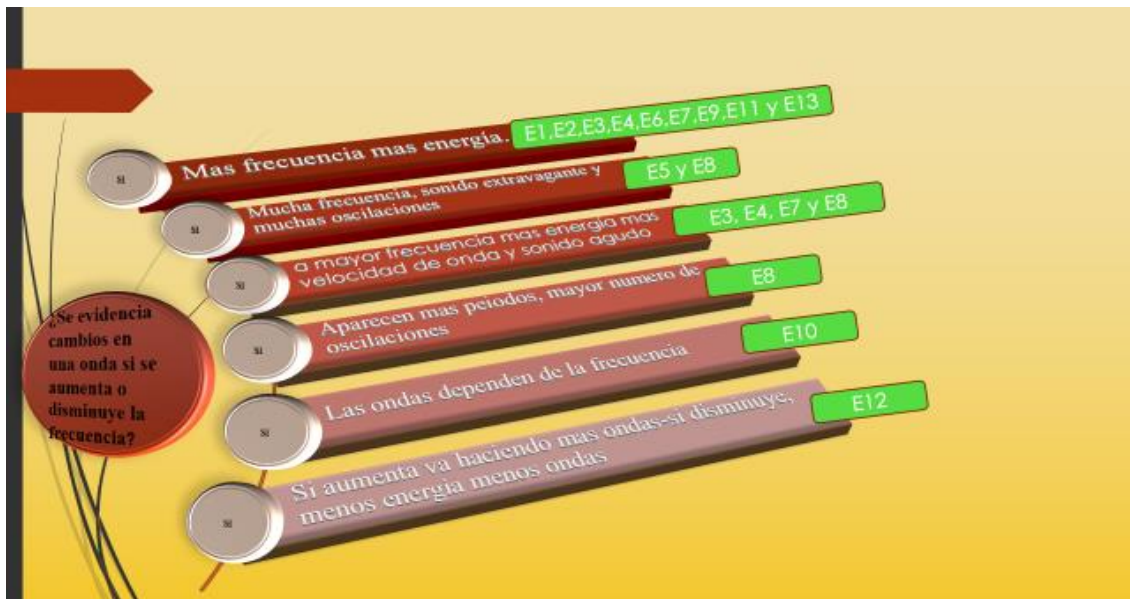 ¿Se evidencia
cambios en
una onda si se
aumenta o
disminuye la
frecuencia?
SI
Mas frecuencia mas energía.
E1,E2,E3,E4,E6,E7,E9,E11 y E13
SI
Mucha frecuencia, sonido extravagante y
muchas oscilaciones
E5 y E8
SI
a mayor frecuencia mas energia mas
velocidad de onda y sonido agudo
E3, E4, E7 y E8
SI
Aparecen mas peiodos, mayor numero de
oscilaciones
E8
SI
Las ondas dependen de la frecuencia
E10
SI
Si aumenta va haciendo mas ondas-si disminuye,
menos energia menos ondas
E12